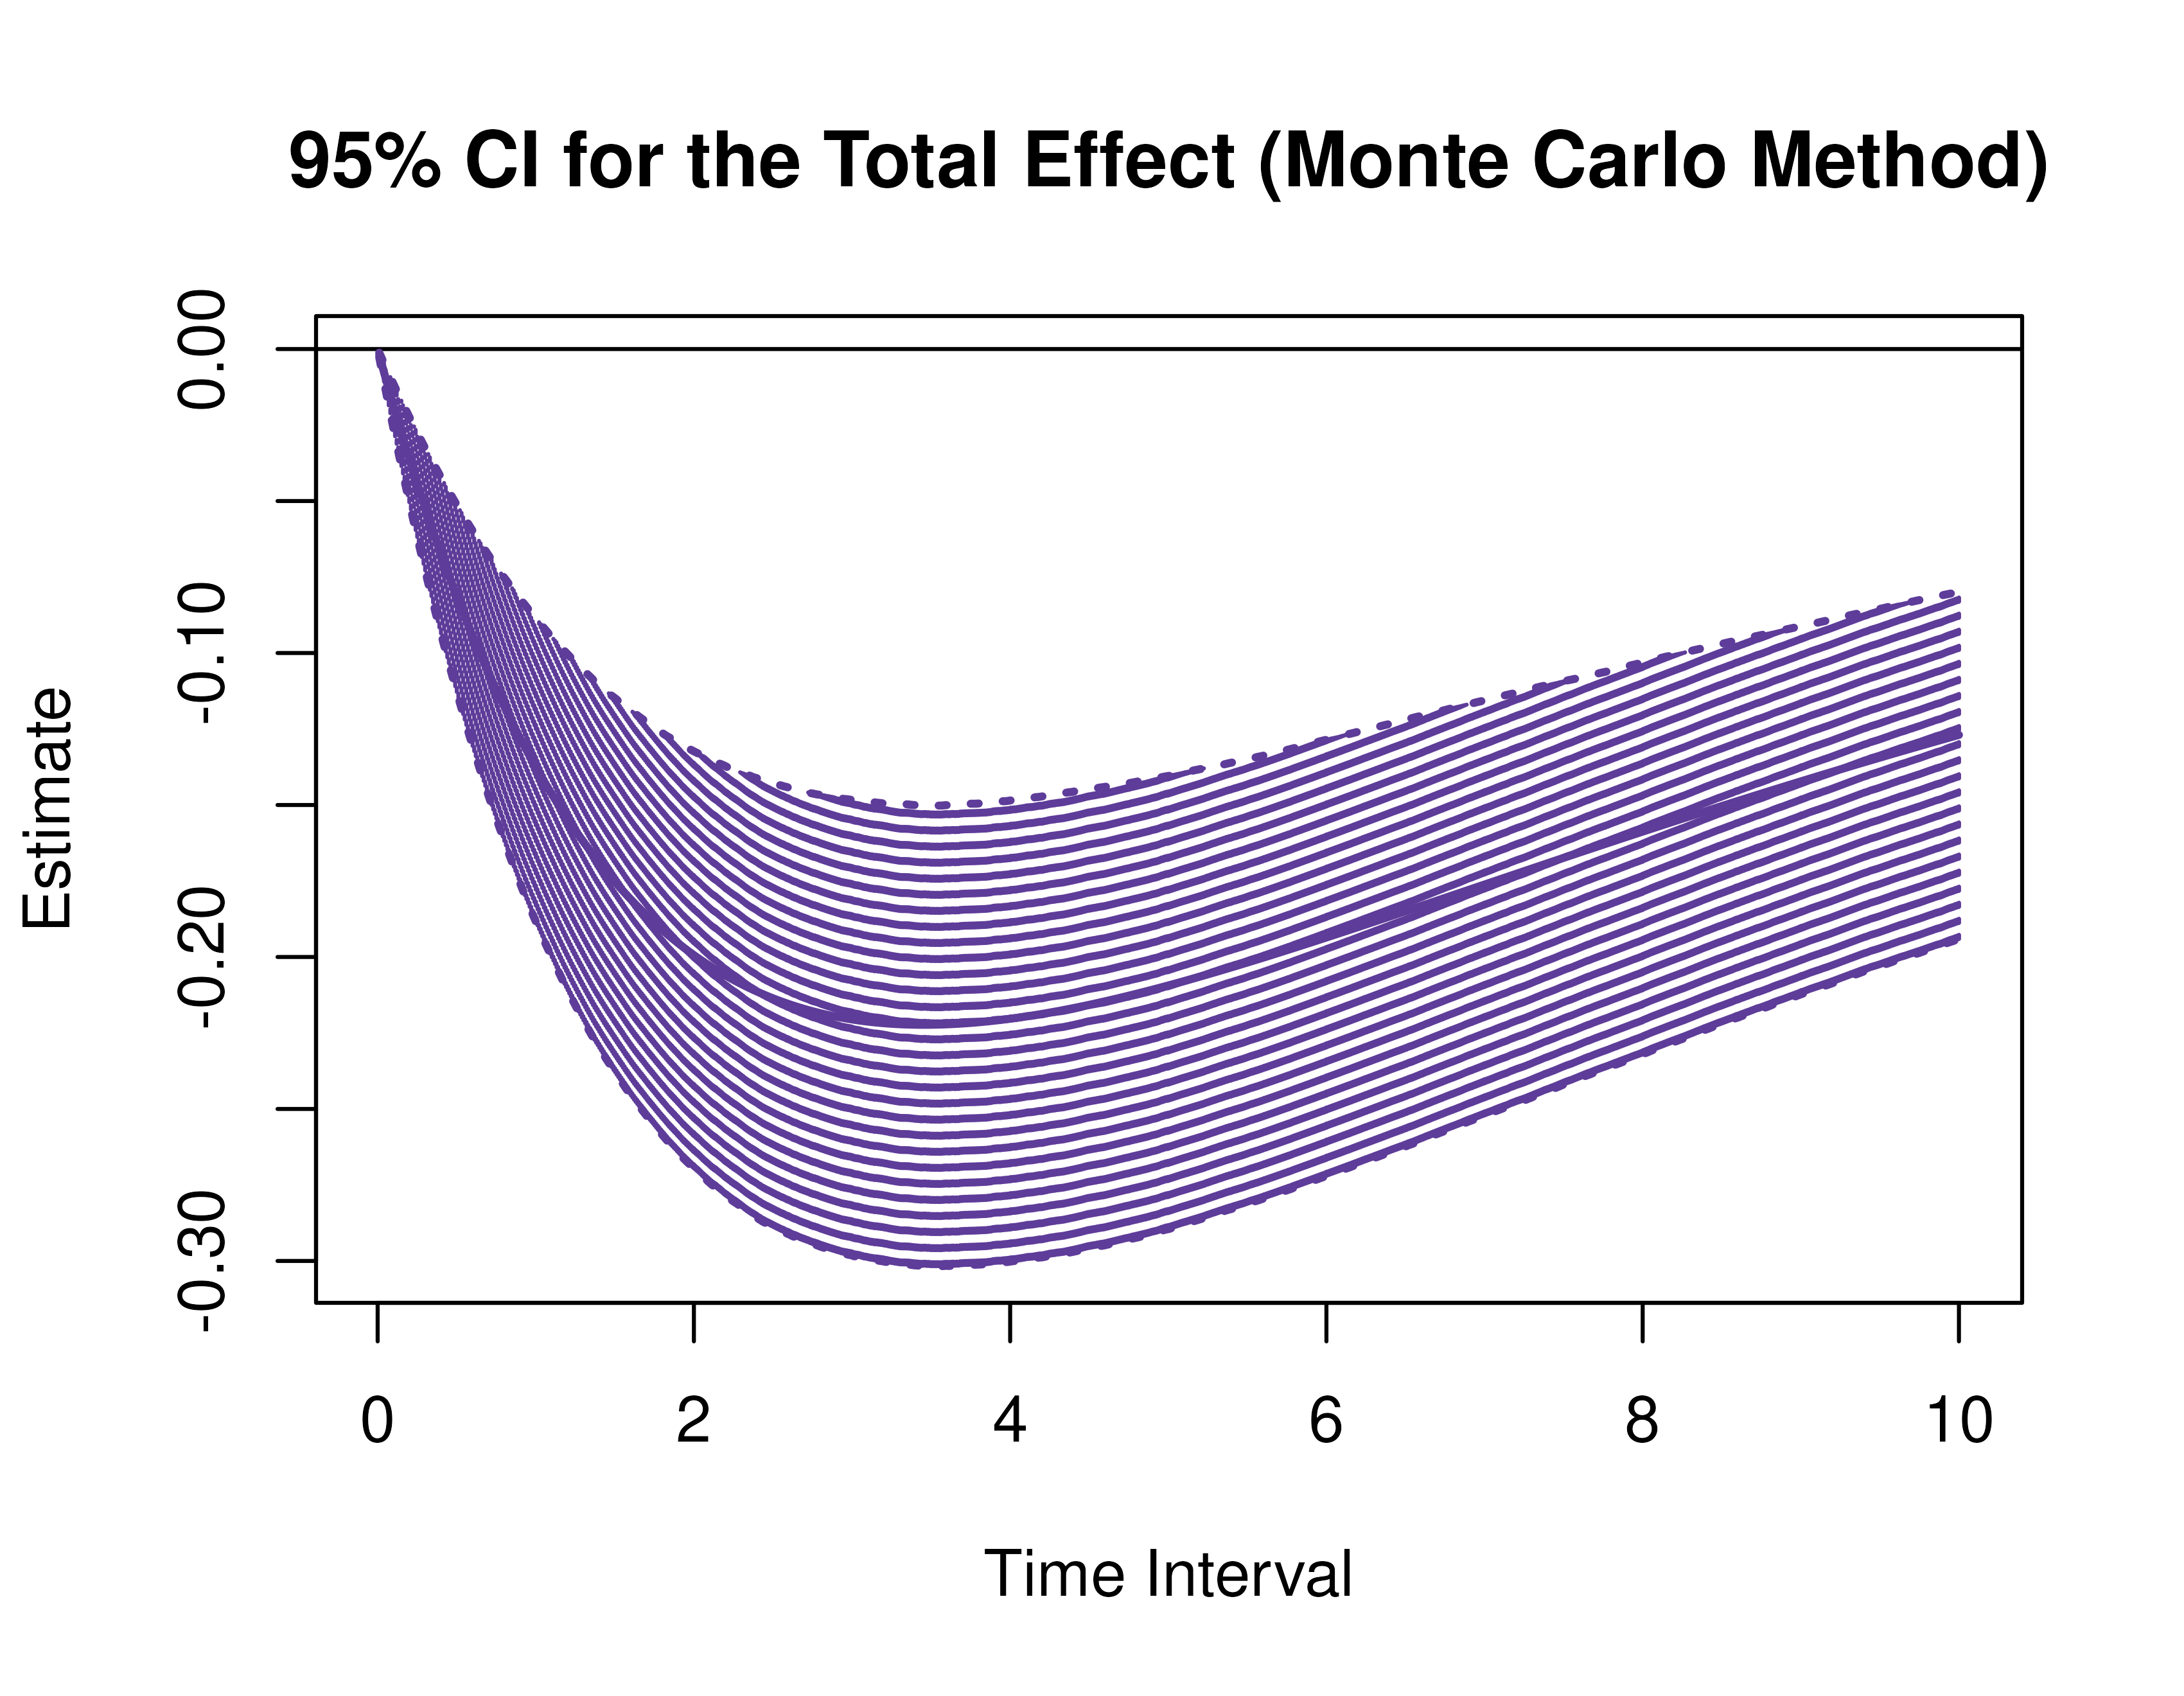 95% CI for the Total Effect (Monte Carlo Method)
Estimate
0.00
-0.10
-0.20
-0.30
0 2 4 6 8 10
Time Interval